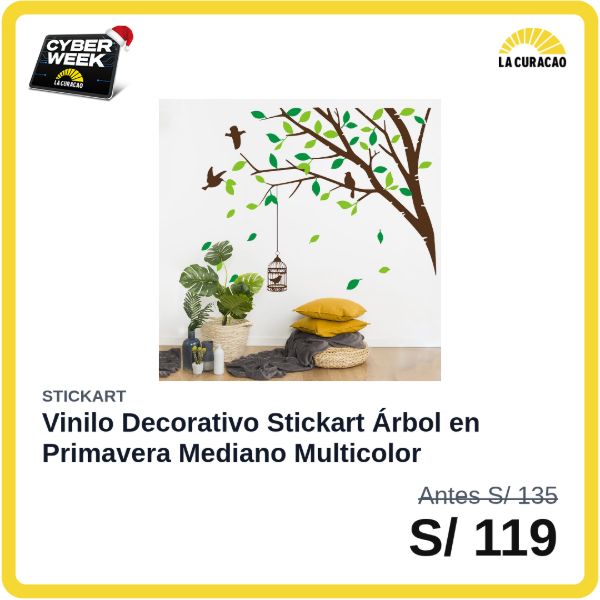 CYBER
WEEK
LA CURACAO
LA CURACAO
STICKART
Vinilo Decorativo Stickart Árbol en
Primavera Mediano Multicolor
Antes S/ 135
S/ 119